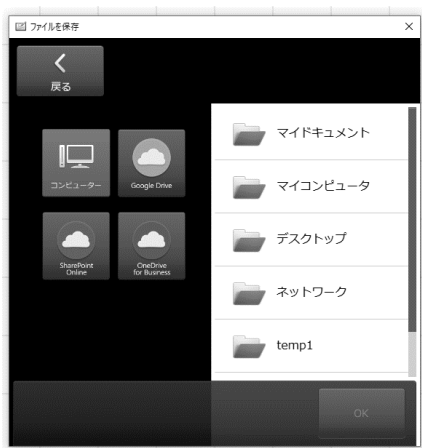 ファイルを保存
戻る
コンピューター
Google Drive
SharePoint
Online
OneDrive
for Business
マイドキュメント
マイコンピュータ
デスクトップ
ネットワーク
temp1
OK